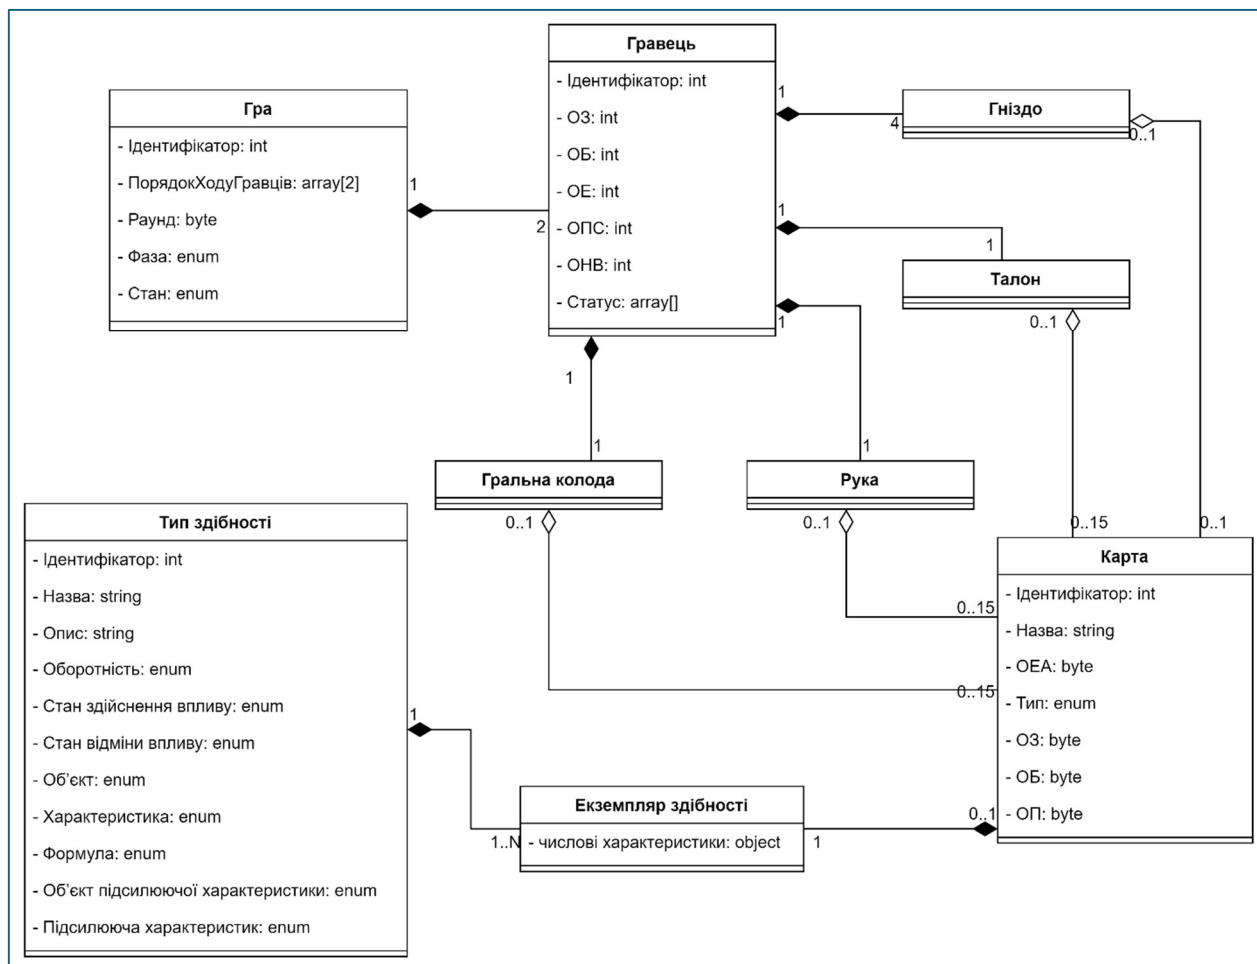 Гравець
- Ідентифікатор: int
- ОЗ: int
- ОБ: int
- ОЕ: int
- ОПС: int
- ОНВ: int
- Статус: array[]
Гра
- Ідентифікатор: int
- ПорядокХодуГравців: array[2]
- Раунд: byte
- Фаза: enum
- Стан: enum
1
2
1
4
Гніздо
0..1
1
1
Талон
0..1
1
1
1
1
Гральна колода
0..1
Рука
0..1
0..15
0..1
0..15
0..15
Карта
- Ідентифікатор: int
- Назва: string
- ОЕА: byte
- Тип: enum
- ОЗ: byte
- ОБ: byte
- ОП: byte
Тип здібності
- Ідентифікатор: int
- Назва: string
- Опис: string
- Оборотність: enum
- Стан здійснення впливу: enum
- Стан відміни впливу: enum
- Об’єкт: enum
- Характеристика: enum
- Формула: enum
- Об’єкт підсилюючої характеристики: enum
- Підсилююча характеристик: enum
1
1..N
Екземпляр здібності
- числові характеристики: object
1
0..1